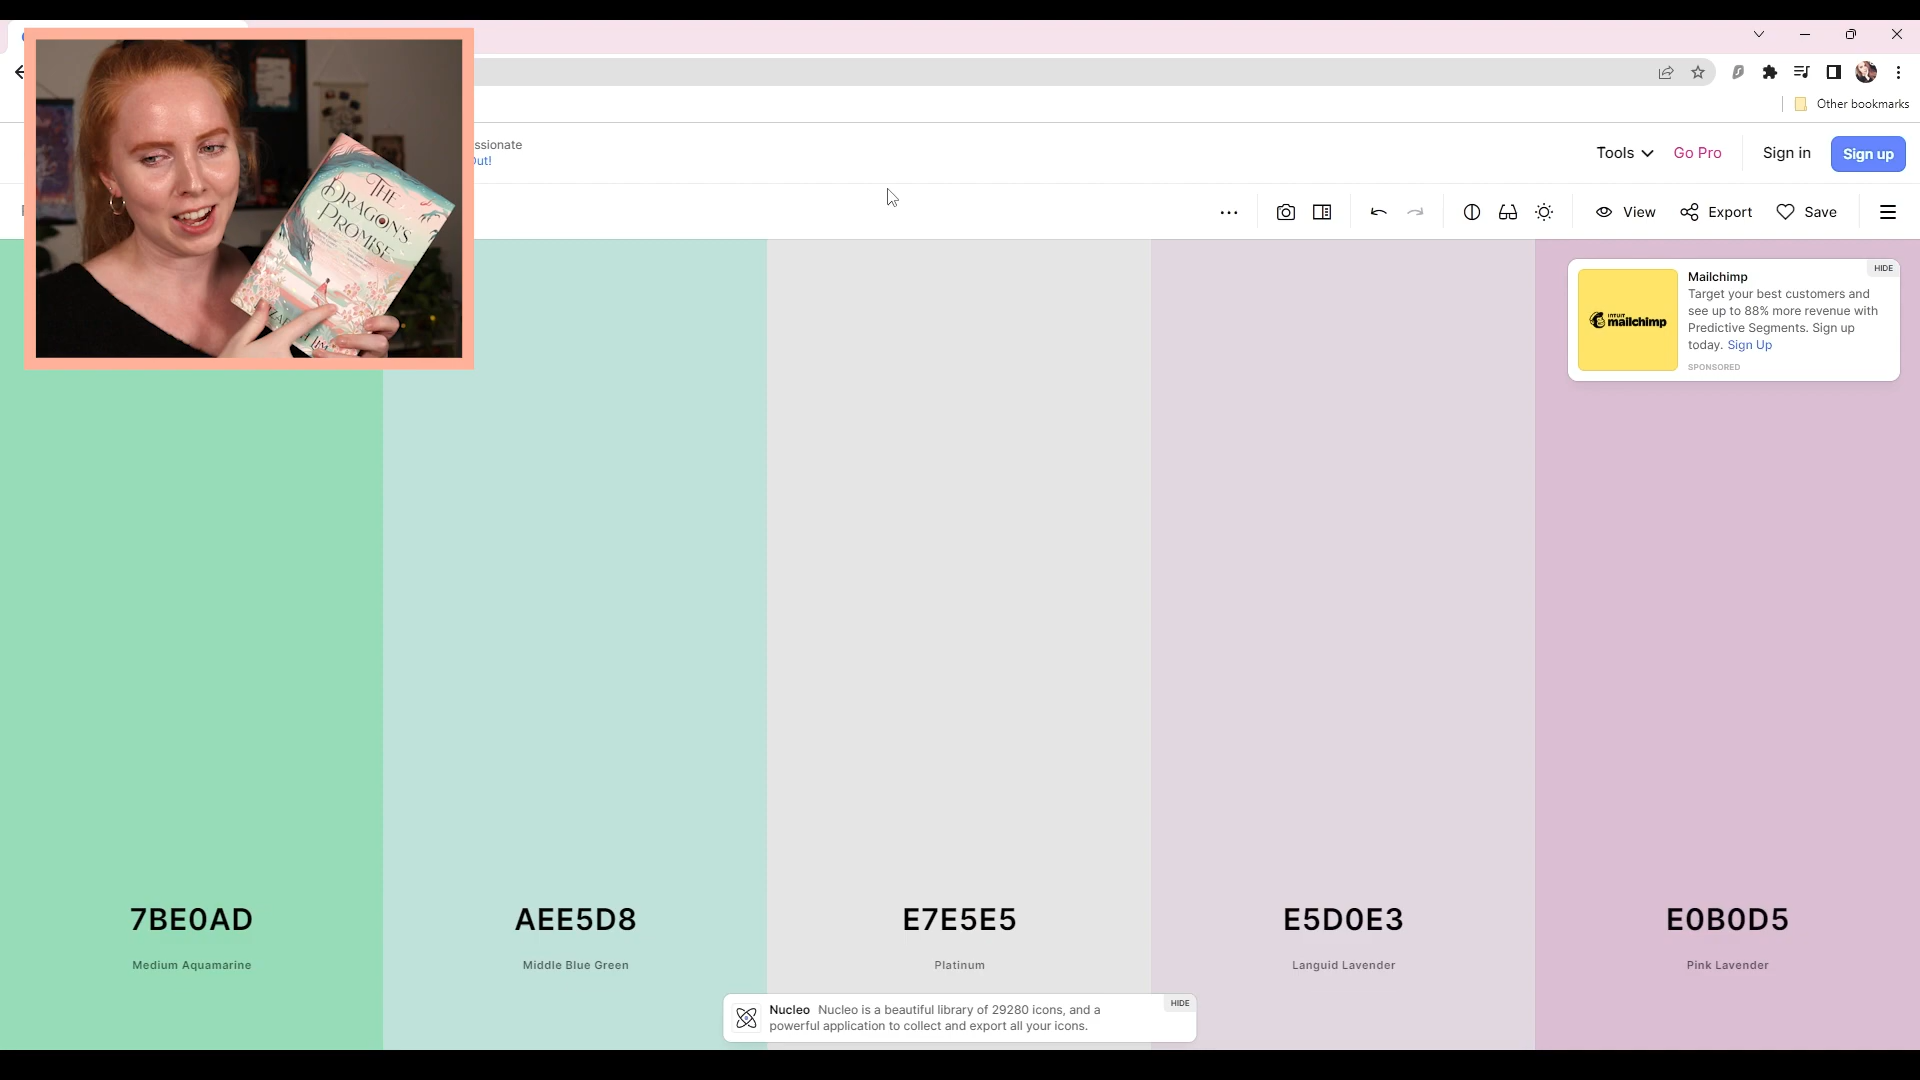 Other bookmarks
ssionate
Out!
Tools
Go Pro
Sign in
Sign up
View
Export
Save
THE
DRAGON'S
PROMISE
HIDE
Mailchimp
Target your best customers and
see up to 88% more revenue with
Predictive Segments. Sign up
today. Sign Up
SPONSORED
INTUIT
mailchimp
7BE0AD
AEE5D8
E7E5E5
E5D0E3
E0B0D5
Medium Aquamarine
Middle Blue Green
Platinum
Languid Lavender
Pink Lavender
HIDE
Nucleo Nucleo is a beautiful library of 29280 icons, and a
powerful application to collect and export all your icons.